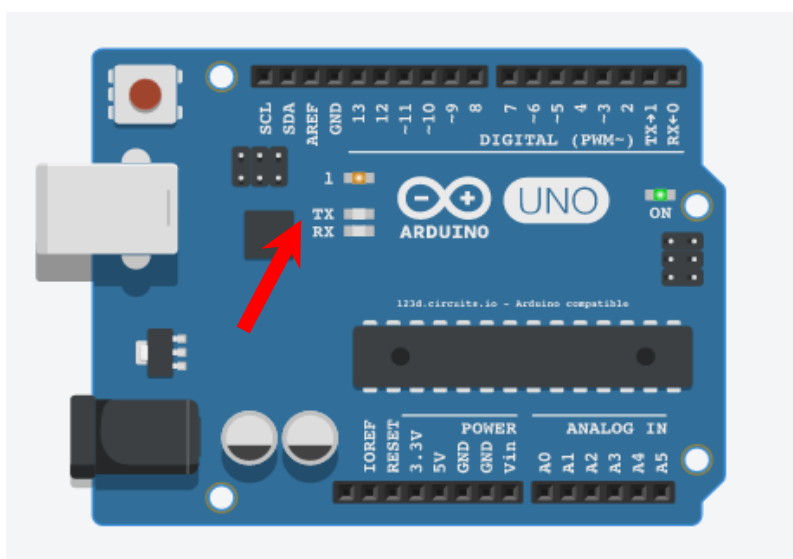 SCL
SDA
AREF
GND
13
12
~11
~10
~9
8
7
~6
~5
4
~3
2
TX→1
RX←0
DIGITAL (PWM~)
1
TX
RX
ARDUINO
UNO
ON
123d.circuits.io - Arduino compatible
POWER
ANALOG IN
IOREF
RESET
3.3V
5V
GND
GND
Vin
A0
A1
A2
A3
A4
A5